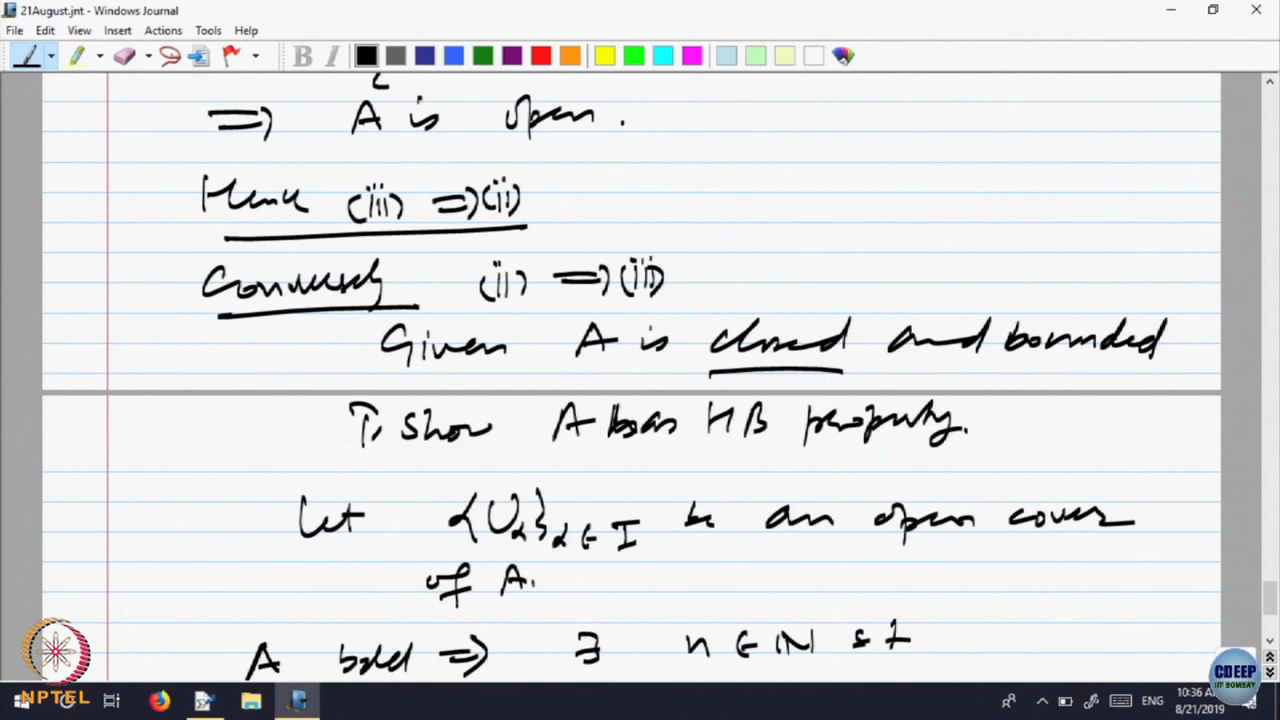 21August.jnt - Windows Journal
File Edit View Insert Actions Tools Help
B I
c
⇒ A is open.
Hence (iii) ⇒ (ii)
Conversely (ii) ⇒ (iii)
Given A is closed and bounded
To show A has HB property.
Let {Uα}α∈I be an open cover
of A.
A bdd ⇒ ∃ n ∈ ℕ s t
NPTEL
CDEEP
IIT BOMBAY
ENG
10:36 A
8/21/2019